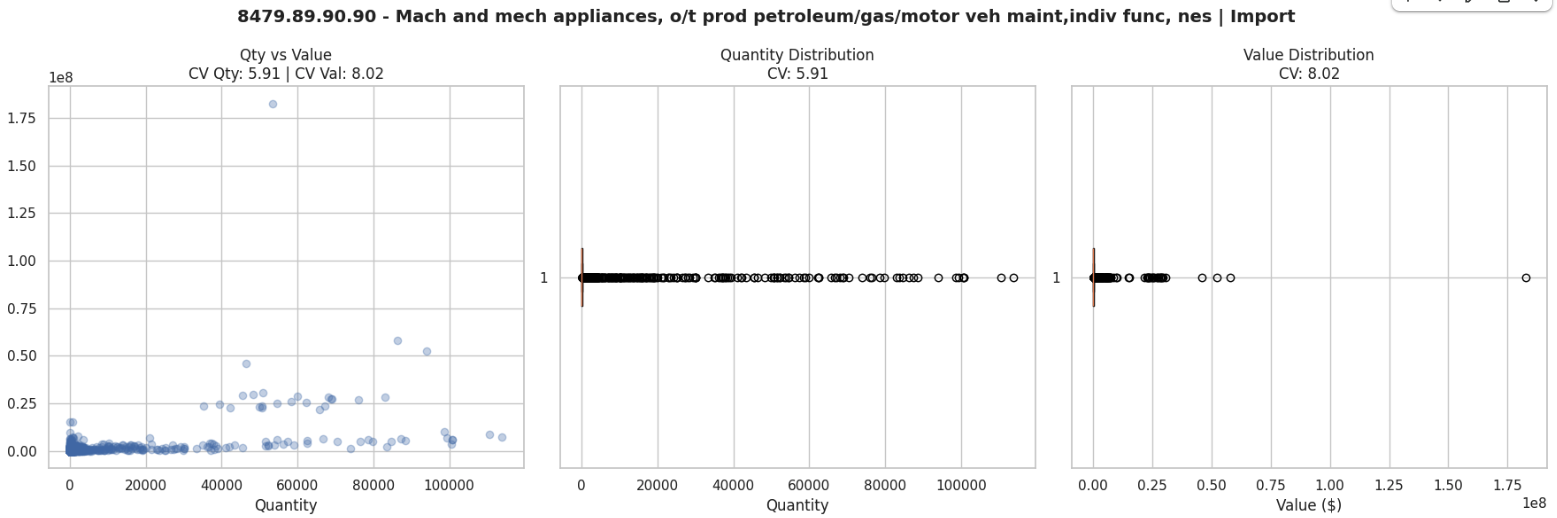 8479.89.90.90 - Mach and mech appliances, o/t prod petroleum/gas/motor veh maint,indiv func, nes | Import
Qty vs Value
CV Qty: 5.91 | CV Val: 8.02
1e8
1.75
1.50
1.25
1.00
0.75
0.50
0.25
0.00
0 20000 40000 60000 80000 100000
Quantity
Quantity Distribution
CV: 5.91
1
0 20000 40000 60000 80000 100000
Quantity
Value Distribution
CV: 8.02
1
0.00 0.25 0.50 0.75 1.00 1.25 1.50 1.75
1e8
Value ($)